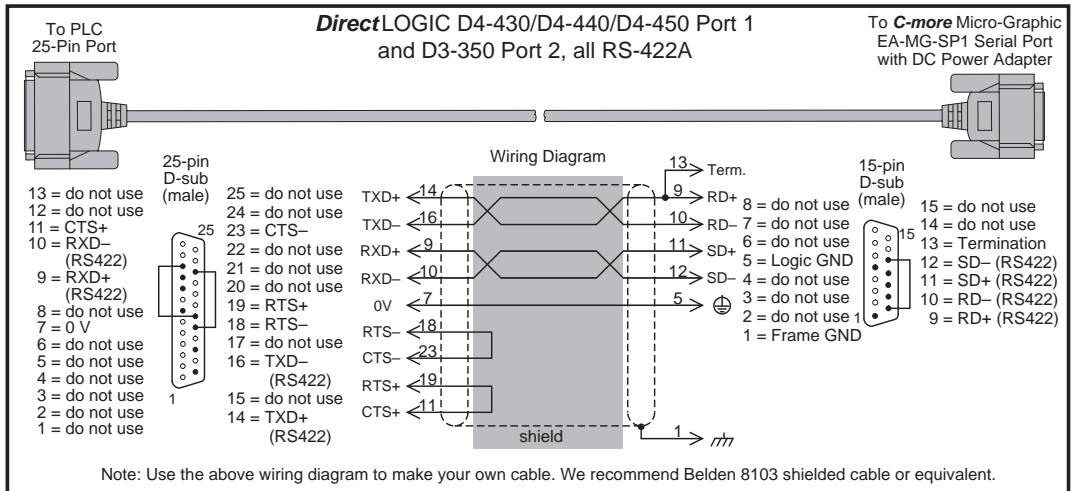 To PLC
25-Pin Port
DirectLOGIC D4-430/D4-440/D4-450 Port 1
and D3-350 Port 2, all RS-422A
To C-more Micro-Graphic
EA-MG-SP1 Serial Port
with DC Power Adapter
25-pin
D-sub
(male)
13 = do not use
12 = do not use
11 = CTS+
10 = RXD–
(RS422)
9 = RXD+
(RS422)
8 = do not use
7 = 0 V
6 = do not use
5 = do not use
4 = do not use
3 = do not use
2 = do not use
1 = do not use
25
1
25 = do not use
24 = do not use
23 = CTS–
22 = do not use
21 = do not use
20 = do not use
19 = RTS+
18 = RTS–
17 = do not use
16 = TXD–
(RS422)
15 = do not use
14 = TXD+
(RS422)
Wiring Diagram
13 Term.
TXD+ 14 9 RD+
TXD– 16 10 RD–
RXD+ 9 11 SD+
RXD– 10 12 SD–
0V 7 5
RTS– 18
CTS– 23
RTS+ 19
CTS+ 11
shield
1
15-pin
D-sub
(male)
8 = do not use
7 = do not use
6 = do not use
5 = Logic GND
4 = do not use
3 = do not use
2 = do not use
1 = Frame GND
15
1
15 = do not use
14 = do not use
13 = Termination
12 = SD– (RS422)
11 = SD+ (RS422)
10 = RD– (RS422)
9 = RD+ (RS422)
Note: Use the above wiring diagram to make your own cable. We recommend Belden 8103 shielded cable or equivalent.